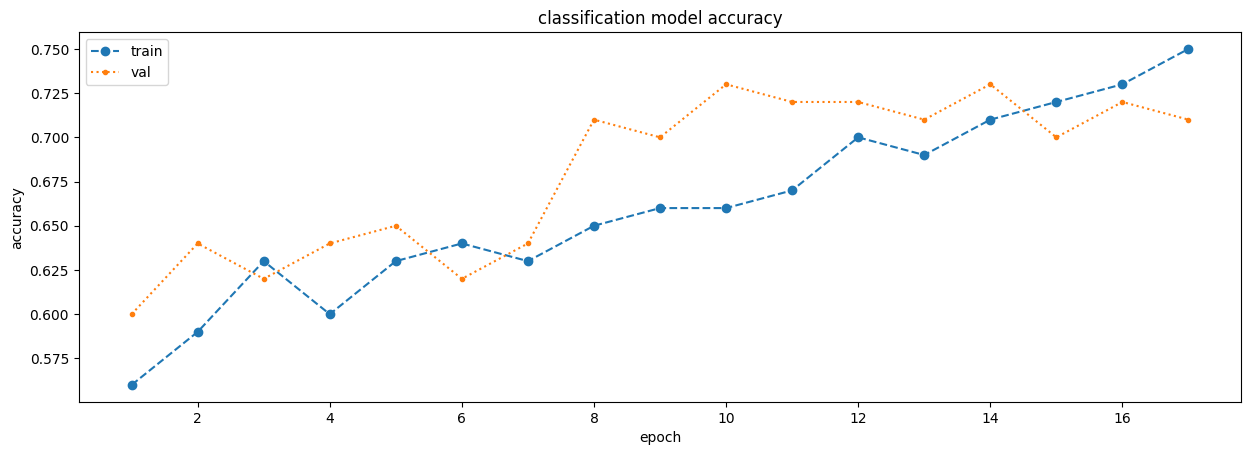 classification model accuracy
train
val
0.750
0.725
0.700
0.675
0.650
0.625
0.600
0.575
accuracy
2 4 6 8 10 12 14 16
epoch